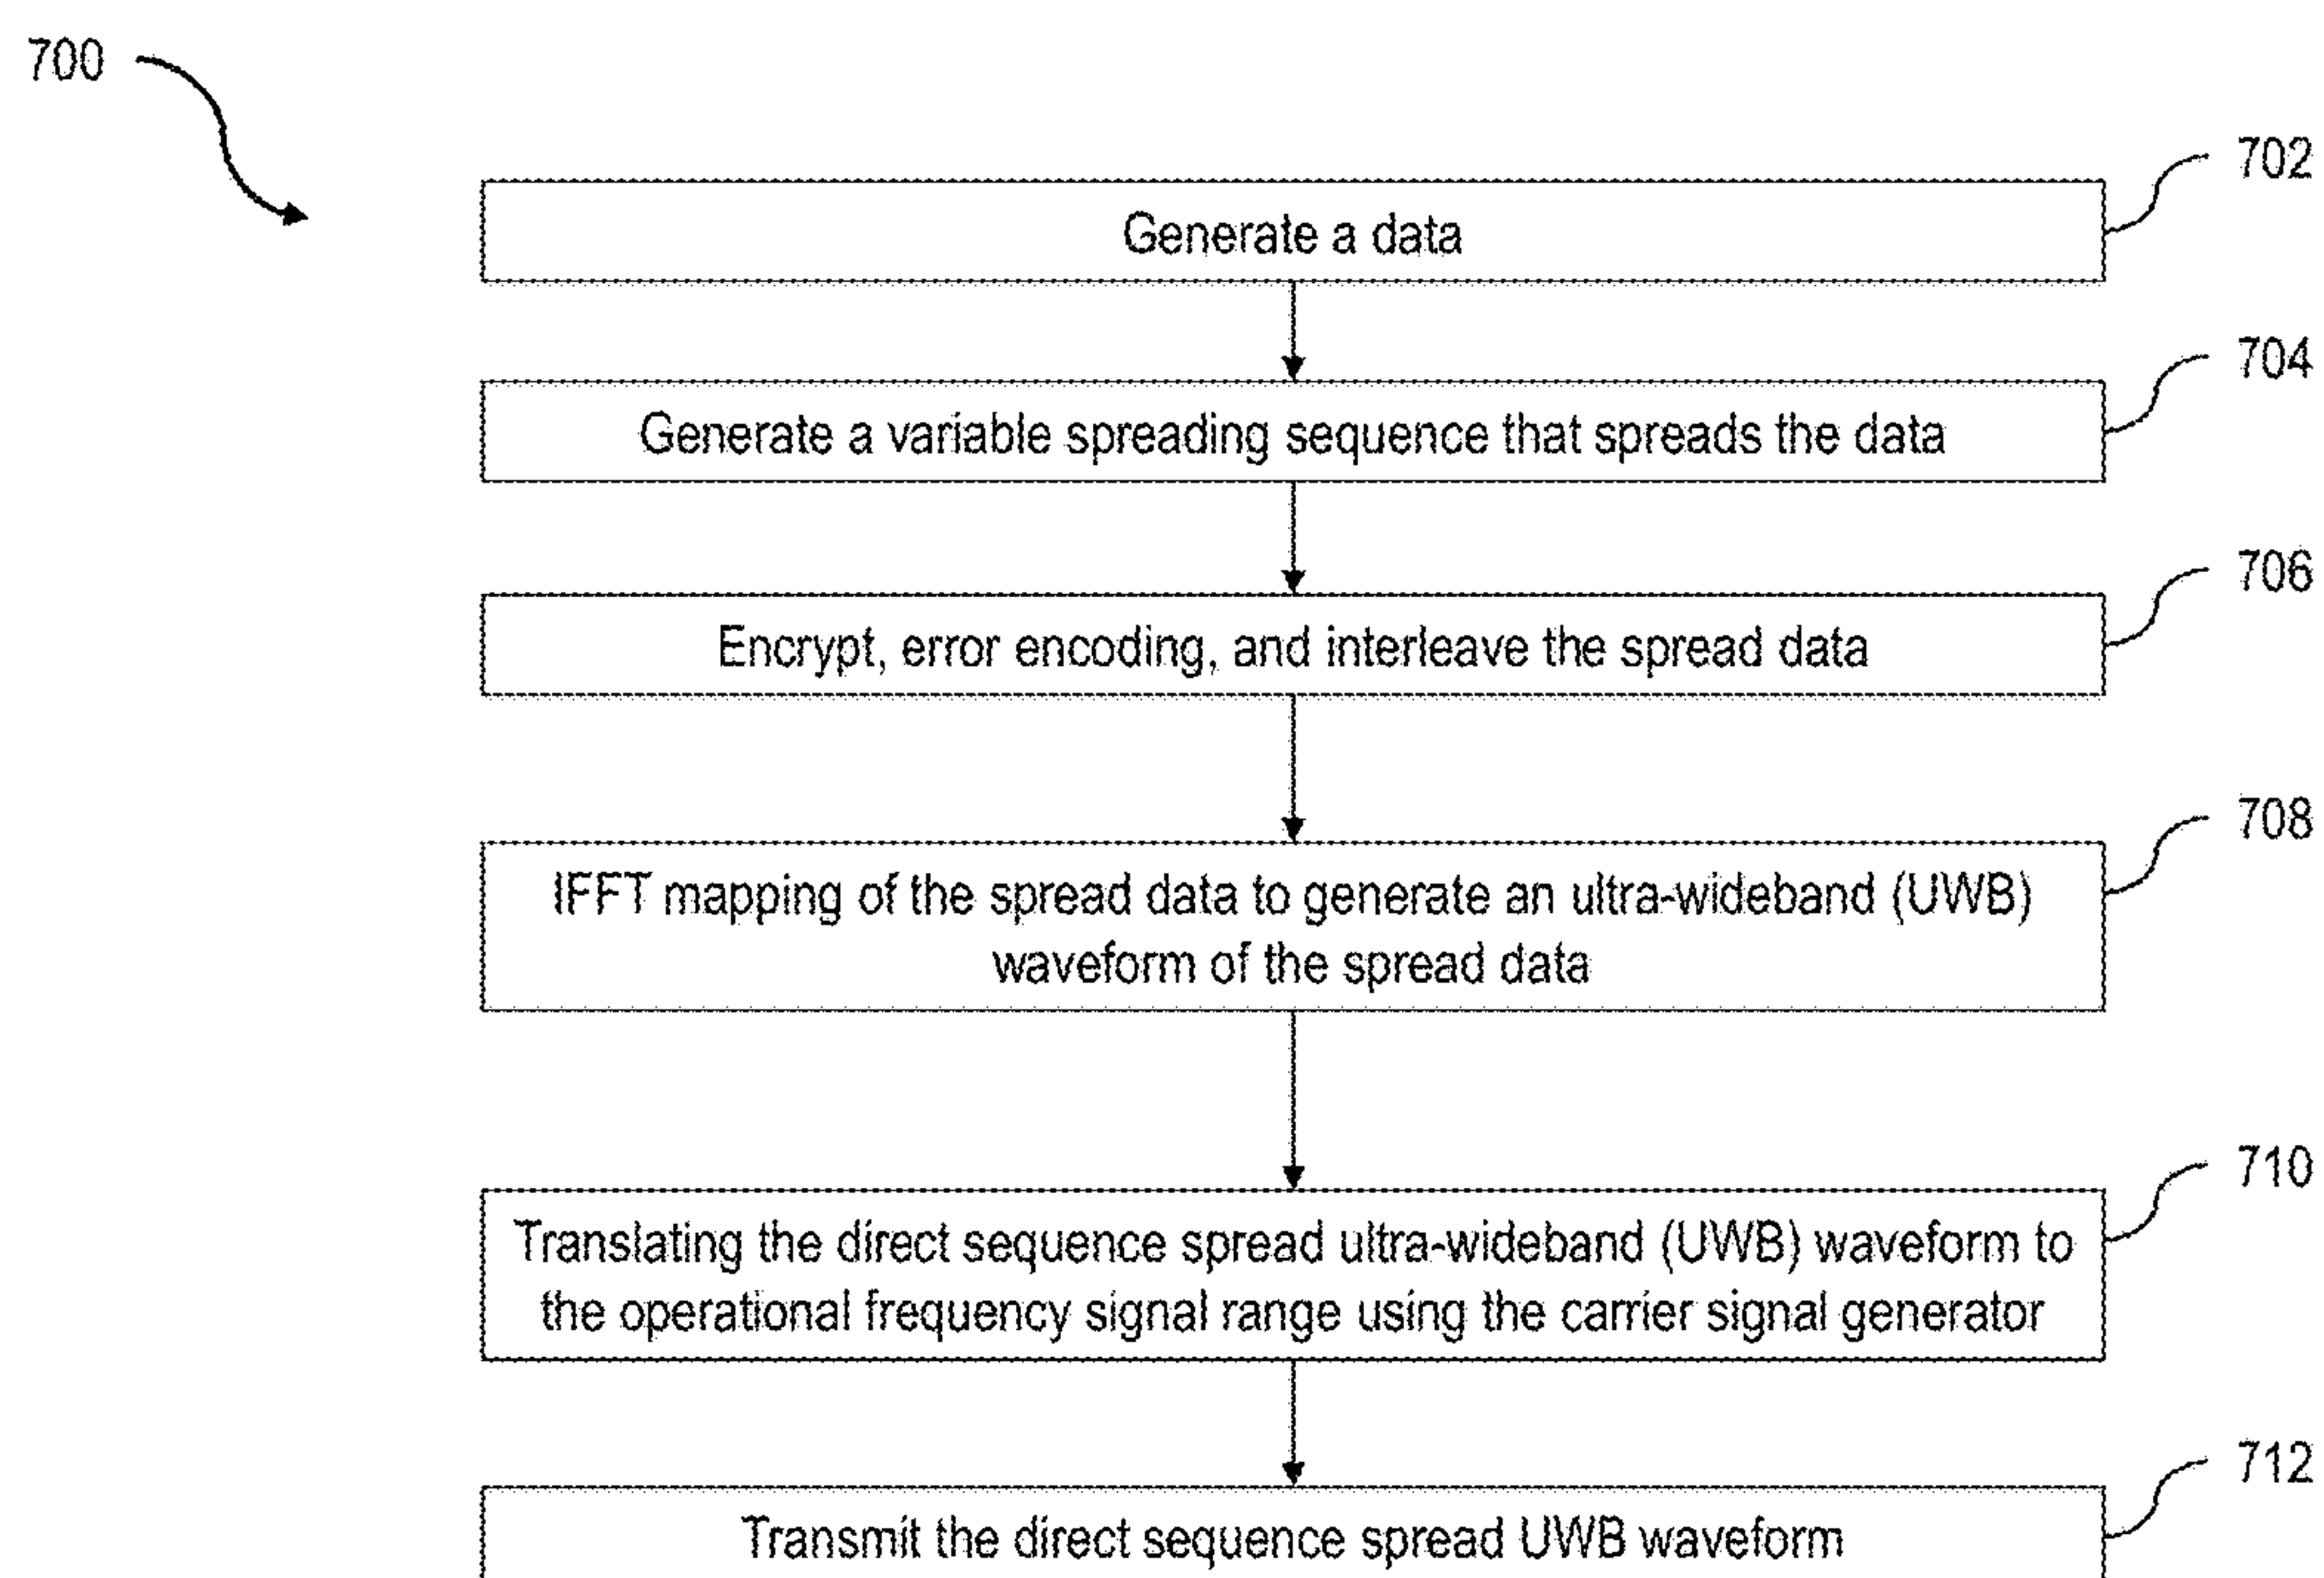 700
702
Generate a data
704
Generate a variable spreading sequence that spreads the data
706
Encrypt, error encoding, and interleave the spread data
708
IFFT mapping of the spread data to generate an ultra-wideband (UWB)
waveform of the spread data
710
Translating the direct sequence spread ultra-wideband (UWB) waveform to
the operational frequency signal range using the carrier signal generator
712
Transmit the direct sequence spread UWB waveform